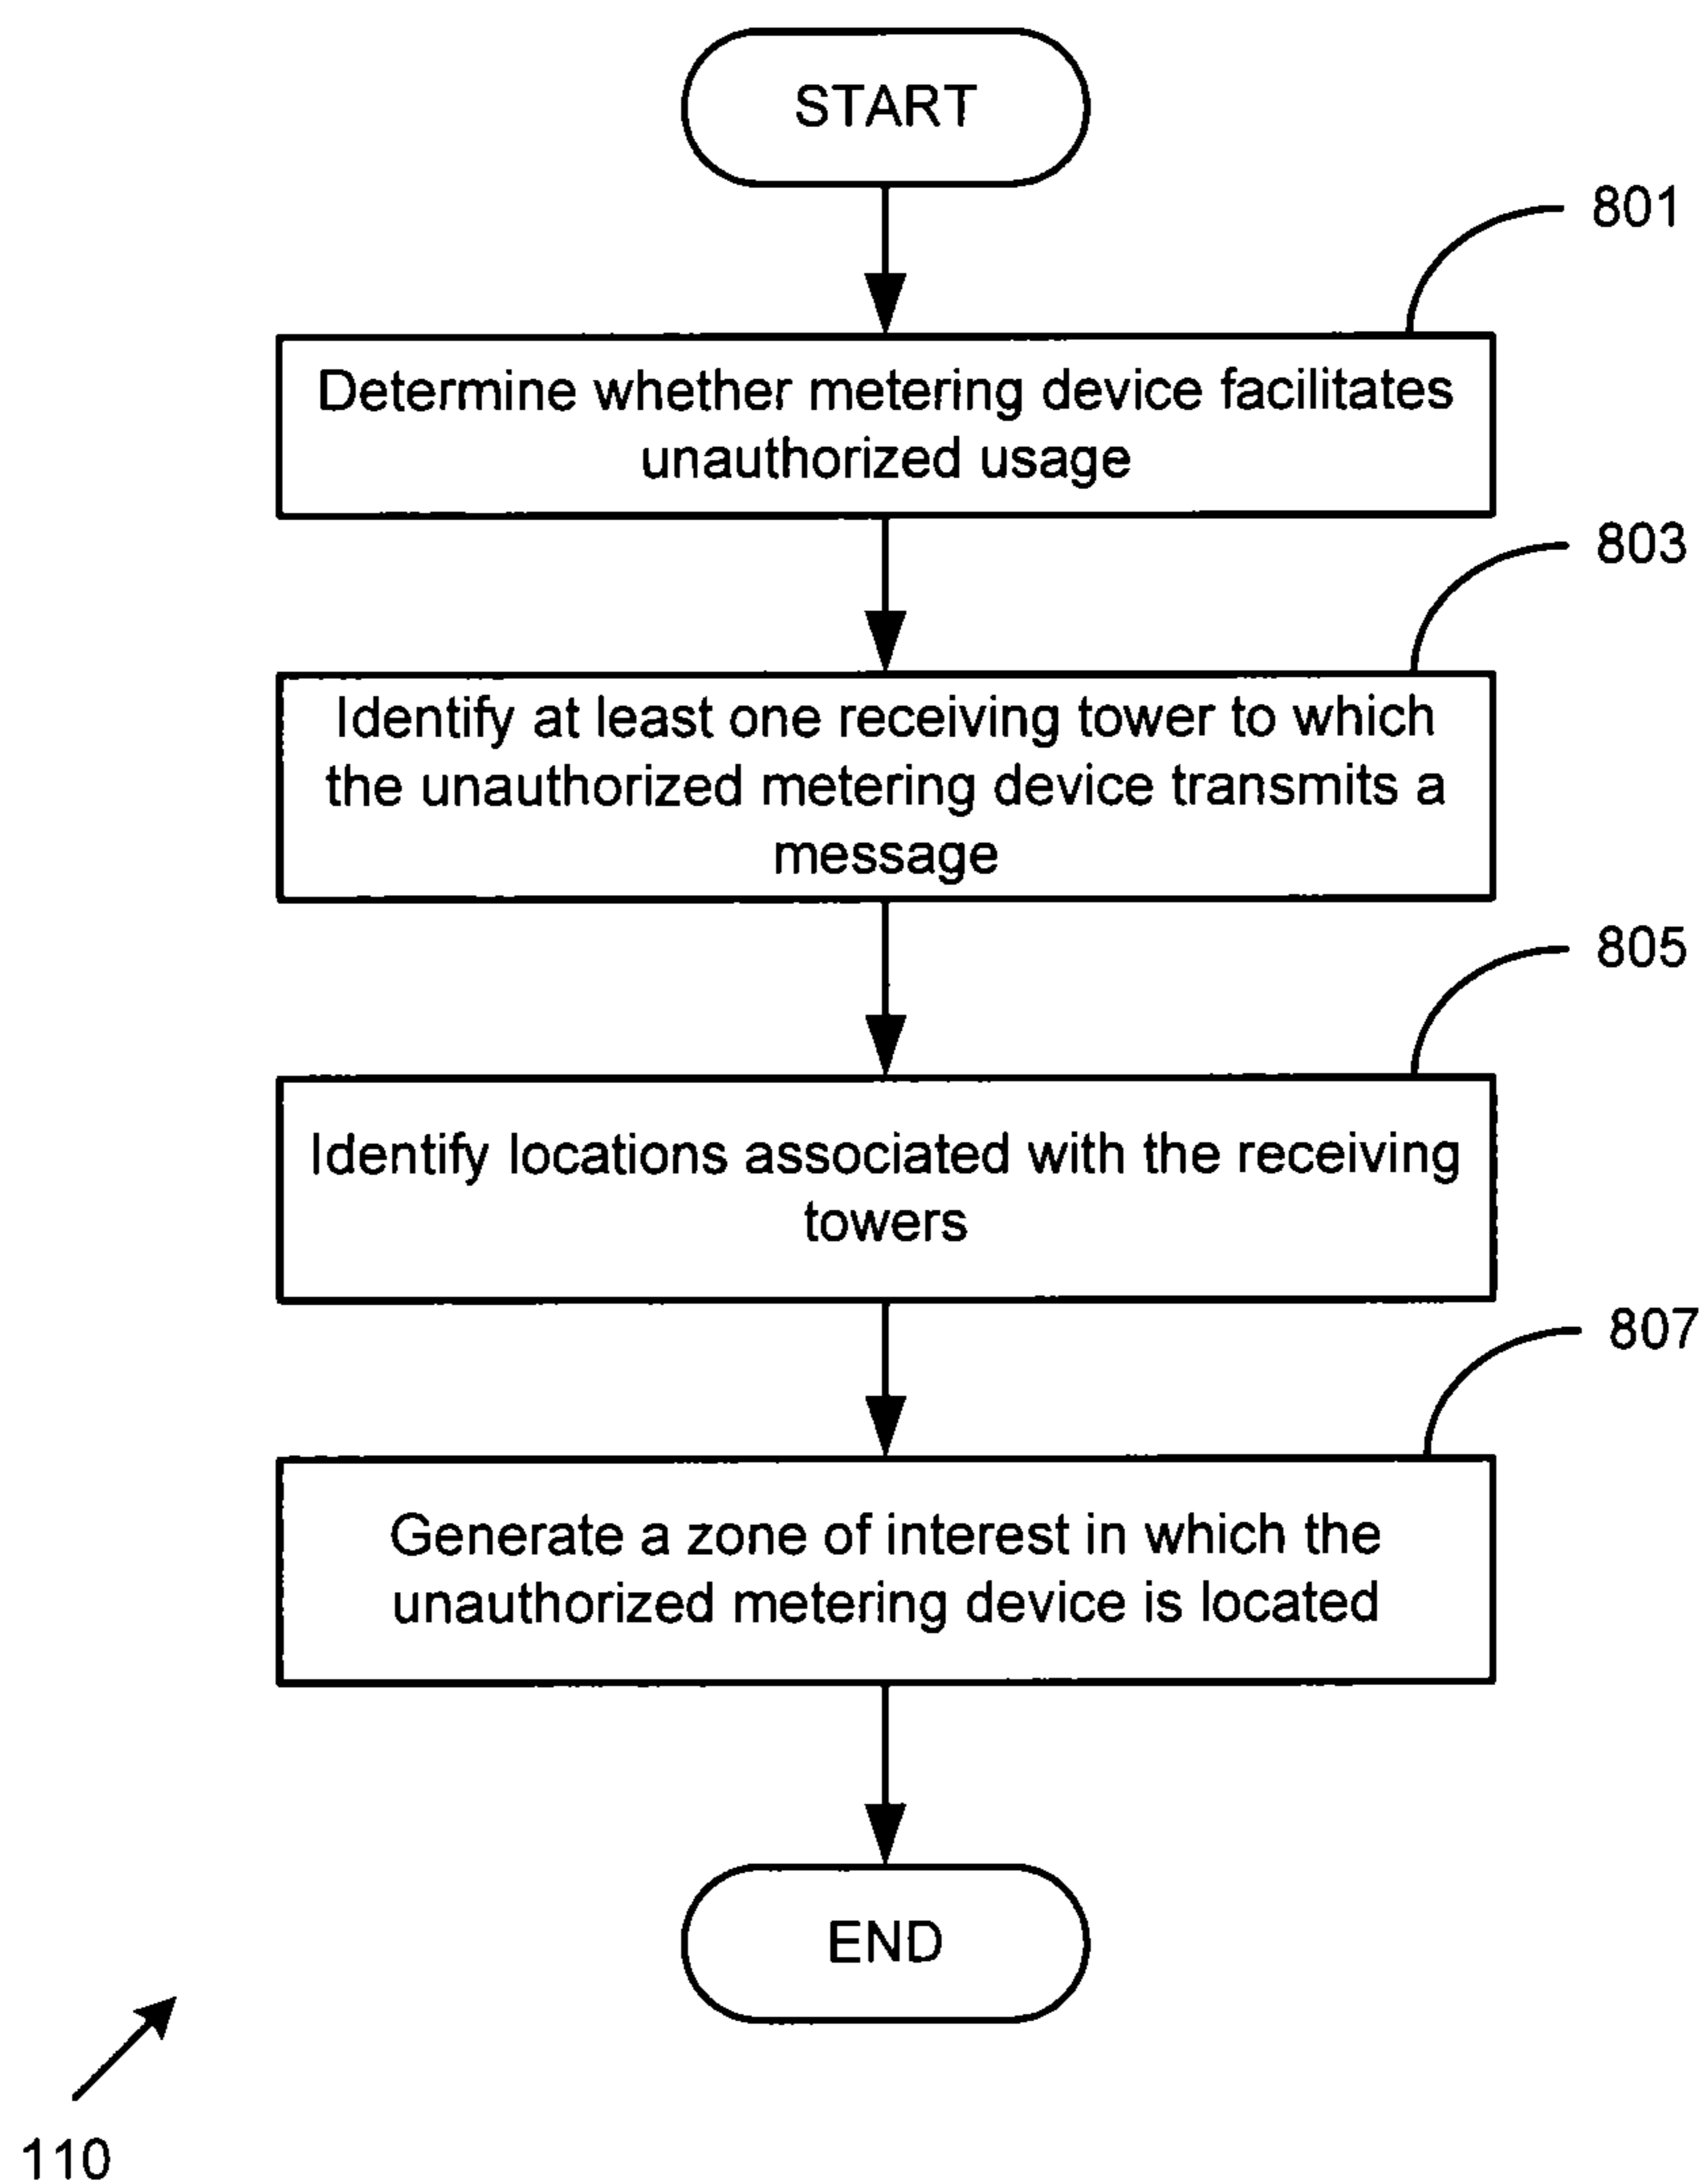 START
801
Determine whether metering device facilitates
unauthorized usage
803
Identify at least one receiving tower to which
the unauthorized metering device transmits a
message
805
Identify locations associated with the receiving
towers
807
Generate a zone of interest in which the
unauthorized metering device is located
END
110